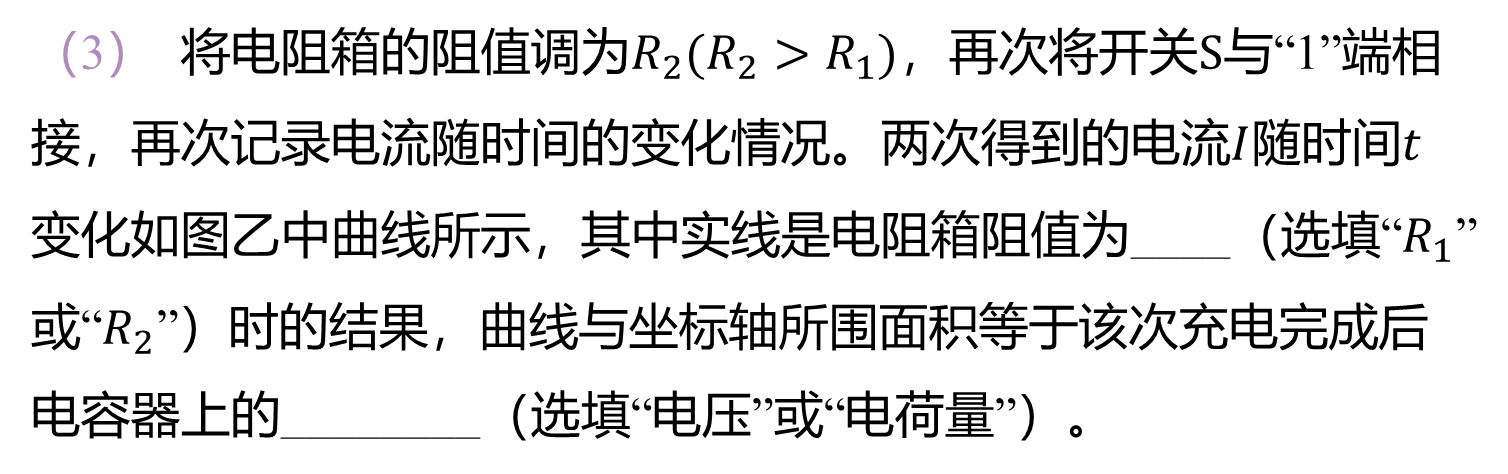 （3） 将电阻箱的阻值调为R₂(R₂ > R₁)，再次将开关S与“1”端相
接，再次记录电流随时间的变化情况。两次得到的电流I随时间t
变化如图乙中曲线所示，其中实线是电阻箱阻值为____（选填“R₁”
或“R₂”）时的结果，曲线与坐标轴所围面积等于该次充电完成后
电容器上的________（选填“电压”或“电荷量”）。